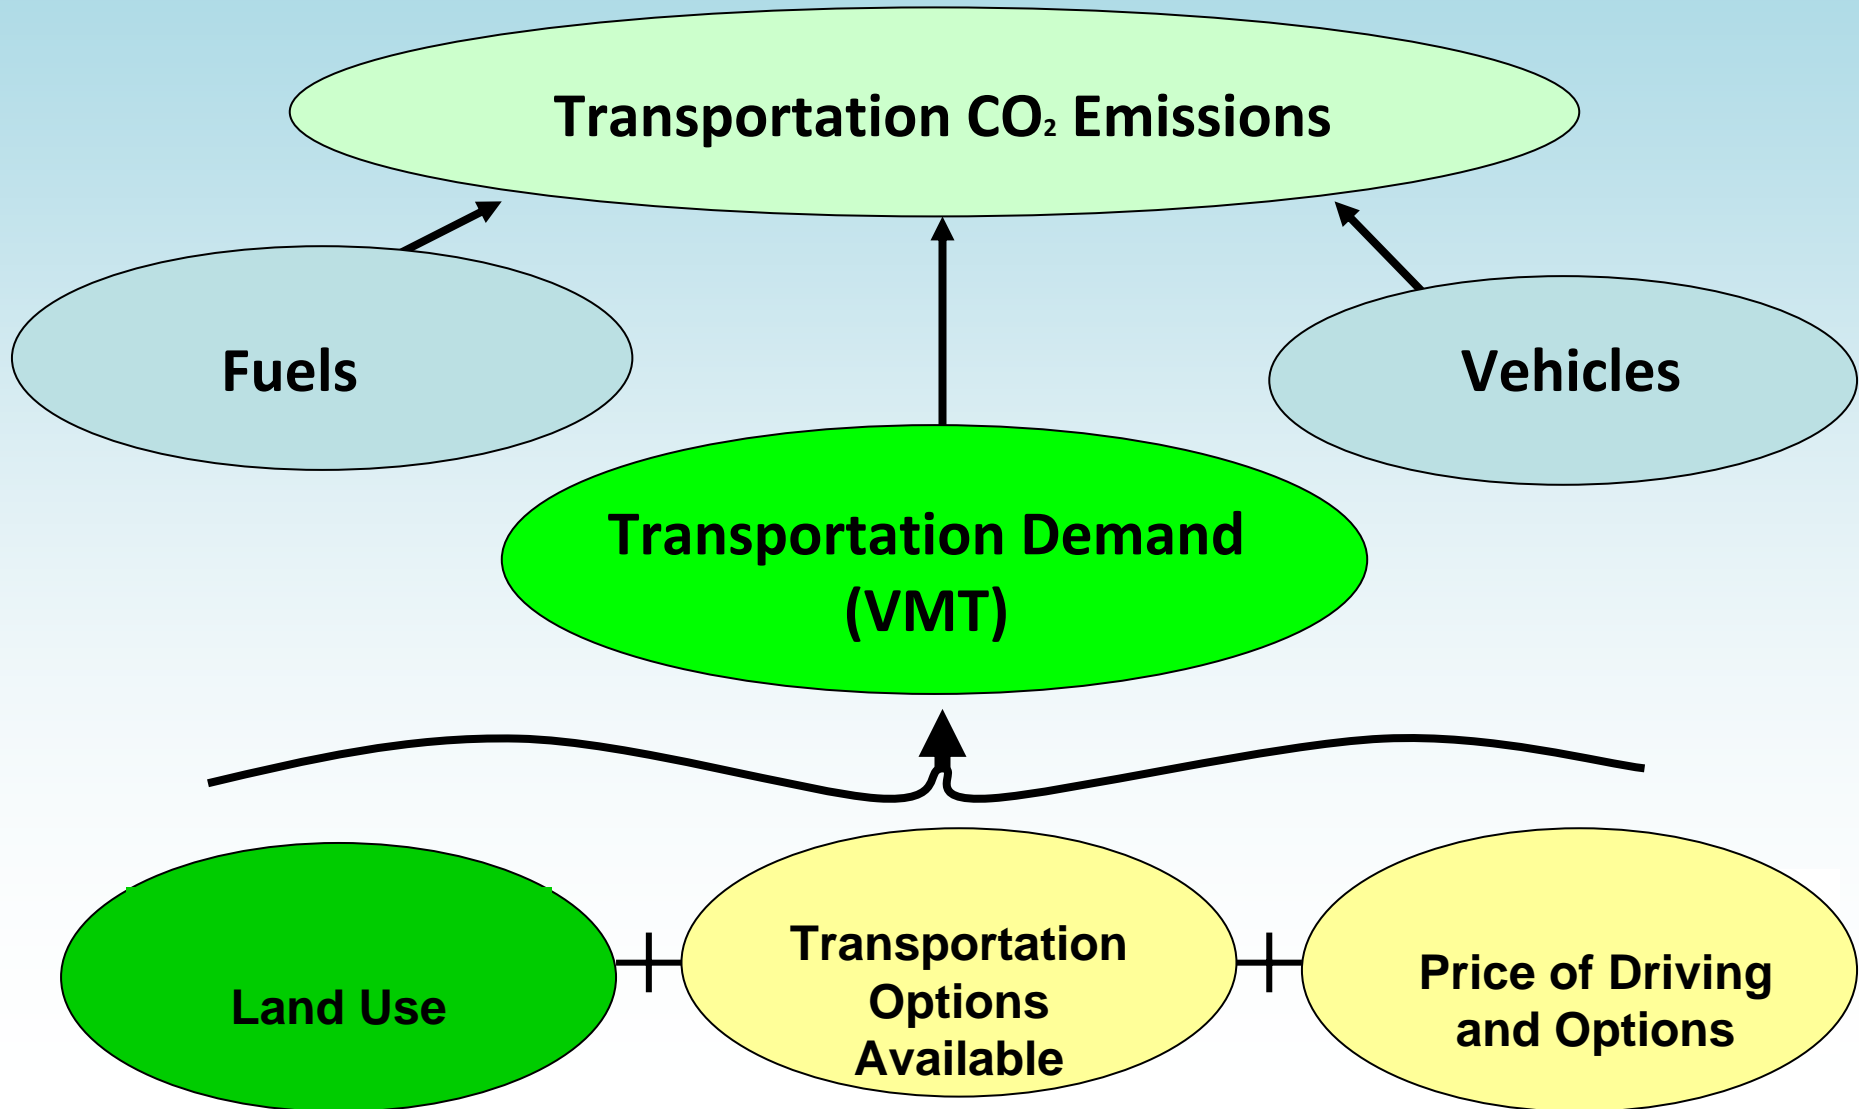 Transportation CO₂ Emissions
Fuels
Vehicles
Transportation Demand
(VMT)
Land Use
Transportation
Options
Available
Price of Driving
and Options